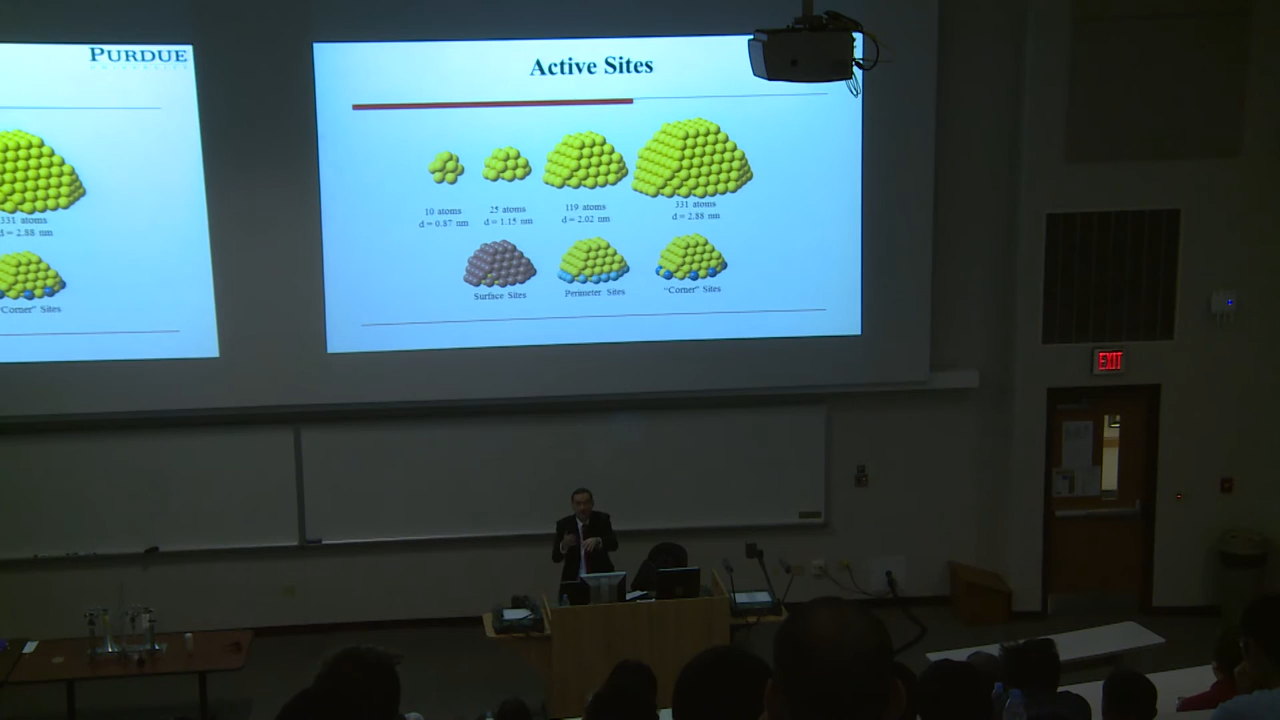 PURDUE
331 atoms
d = 2.88 nm
"Corner" Sites
Active Sites
10 atoms
d = 0.87 nm
25 atoms
d = 1.15 nm
119 atoms
d = 2.02 nm
331 atoms
d = 2.88 nm
Surface Sites
Perimeter Sites
"Corner" Sites
EXIT